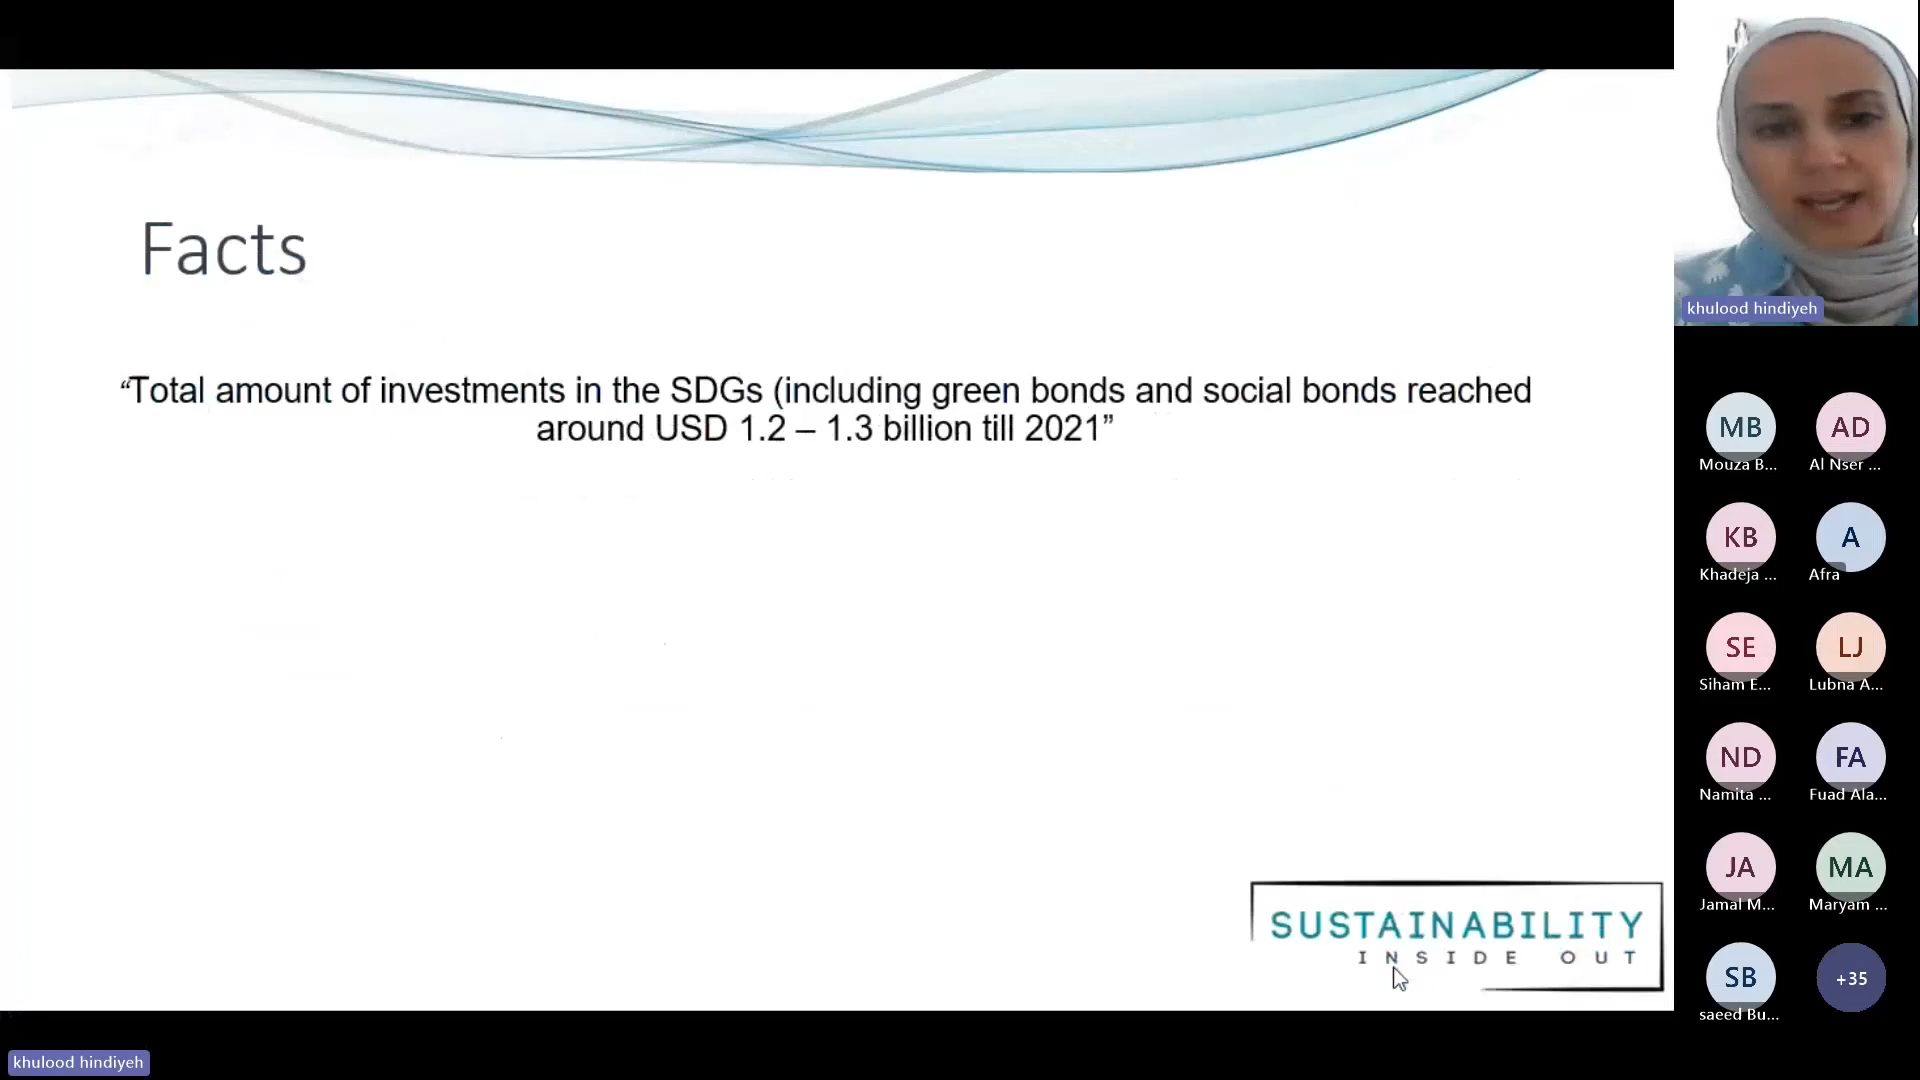 Facts
“Total amount of investments in the SDGs (including green bonds and social bonds reached
around USD 1.2 – 1.3 billion till 2021”
SUSTAINABILITY
INSIDE OUT
khulood hindiyeh
MB
AD
Mouza B...
Al Nser ...
KB
A
Khadeja ...
Afra
SE
LJ
Siham E...
Lubna A...
ND
FA
Namita ...
Fuad Ala...
JA
MA
Jamal M...
Maryam ...
SB
+35
saeed Bu...
khulood hindiyeh